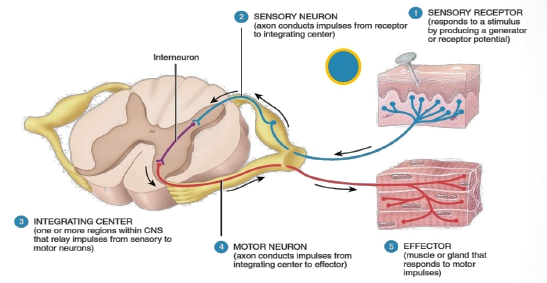 1 SENSORY RECEPTOR
(responds to a stimulus
by producing a generator
or receptor potential)
2 SENSORY NEURON
(axon conducts impulses from receptor
to integrating center)
Interneuron
3 INTEGRATING CENTER
(one or more regions within CNS
that relay impulses from sensory to
motor neurons)
4 MOTOR NEURON
(axon conducts impulses from
integrating center to effector)
5 EFFECTOR
(muscle or gland that
responds to motor
impulses)